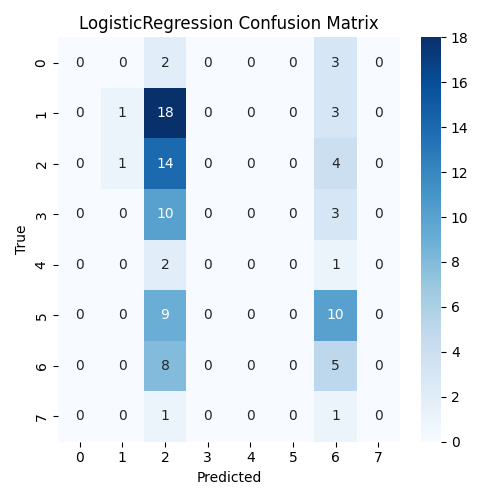 LogisticRegression Confusion Matrix
0 0 0 2 0 0 0 3 0
1 0 1 18 0 0 0 3 0
2 0 1 14 0 0 0 4 0
3 0 0 10 0 0 0 3 0
4 0 0 2 0 0 0 1 0
5 0 0 9 0 0 0 10 0
6 0 0 8 0 0 0 5 0
7 0 0 1 0 0 0 1 0
0 1 2 3 4 5 6 7
True
Predicted
18
16
14
12
10
8
6
4
2
0